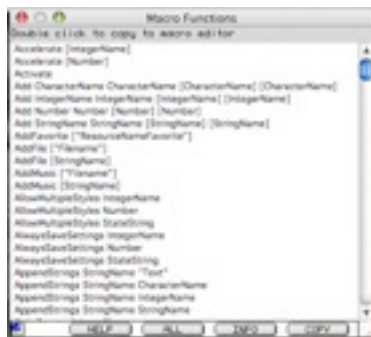 Macro Functions
Double click to copy to macro editor
Accelerate [IntegerName]
Accelerate [Number]
Activate
Add CharacterName CharacterName [CharacterName] [CharacterName]
Add IntegerName IntegerName [IntegerName] [IntegerName]
Add Number Number [Number] [Number]
Add StringName StringName [StringName] [StringName]
AddFavorite ["ResourceNameFavorite"]
AddFile ["Filename"]
AddFile [StringName]
AddMusic ["Filename"]
AddMusic [StringName]
AllowMultipleStyles IntegerName
AllowMultipleStyles Number
AllowMultipleStyles StateString
AlwaysSaveSettings IntegerName
AlwaysSaveSettings Number
AlwaysSaveSettings StateString
AppendStrings StringName "Text"
AppendStrings StringName CharacterName
AppendStrings StringName IntegerName
AppendStrings StringName StringName
HELP ALL INFO COPY